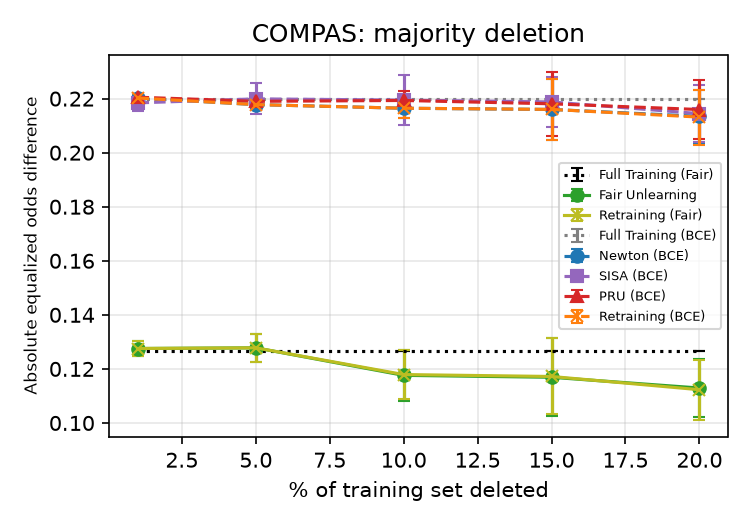 COMPAS: majority deletion
Absolute equalized odds difference
0.22
0.20
0.18
0.16
0.14
0.12
0.10
Full Training (Fair)
Fair Unlearning
Retraining (Fair)
Full Training (BCE)
Newton (BCE)
SISA (BCE)
PRU (BCE)
Retraining (BCE)
2.5 5.0 7.5 10.0 12.5 15.0 17.5 20.0
% of training set deleted